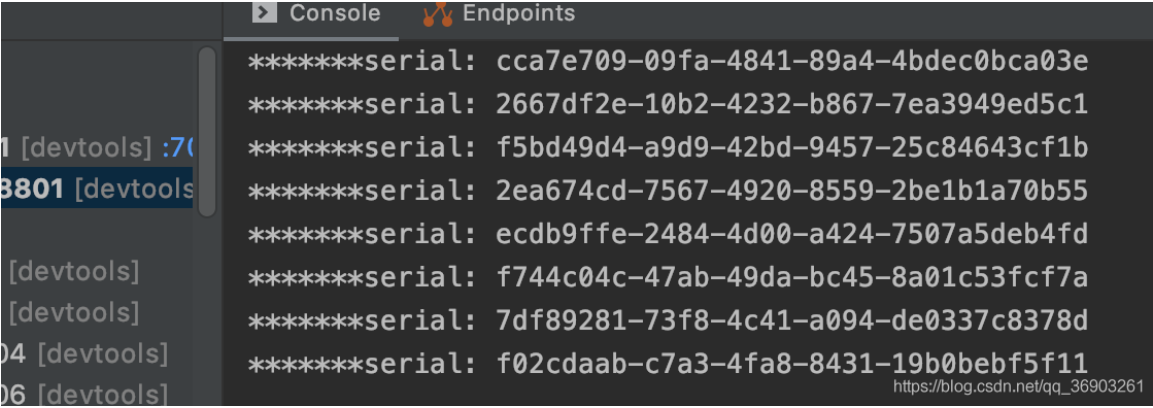 Console Endpoints
*******serial: cca7e709-09fa-4841-89a4-4bdec0bca03e
*******serial: 2667df2e-10b2-4232-b867-7ea3949ed5c1
1 [devtools] :70
*******serial: f5bd49d4-a9d9-42bd-9457-25c84643cf1b
8801 [devtools
*******serial: 2ea674cd-7567-4920-8559-2be1b1a70b55
*******serial: ecdb9ffe-2484-4d00-a424-7507a5deb4fd
[devtools]
*******serial: f744c04c-47ab-49da-bc45-8a01c53fcf7a
[devtools]
*******serial: 7df89281-73f8-4c41-a094-de0337c8378d
04 [devtools]
*******serial: f02cdaab-c7a3-4fa8-8431-19b0bebf5f11
06 [devtools]
https://blog.csdn.net/qq_36903261